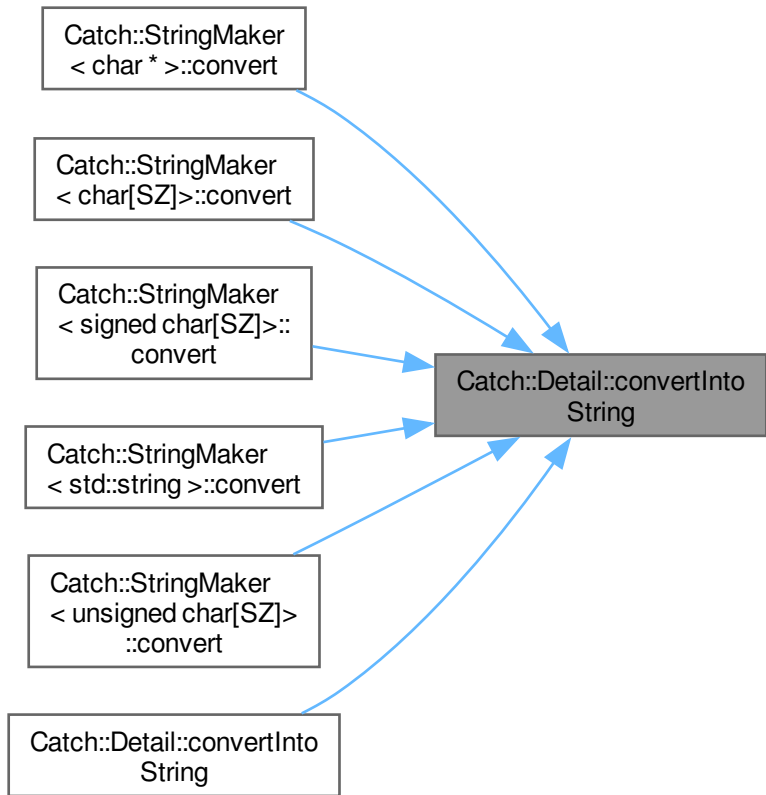 Catch::StringMaker
< char * >::convert
Catch::StringMaker
< char[SZ]>::convert
Catch::StringMaker
< signed char[SZ]>::
convert
Catch::Detail::convertInto
String
Catch::StringMaker
< std::string >::convert
Catch::StringMaker
< unsigned char[SZ]>
::convert
Catch::Detail::convertInto
String